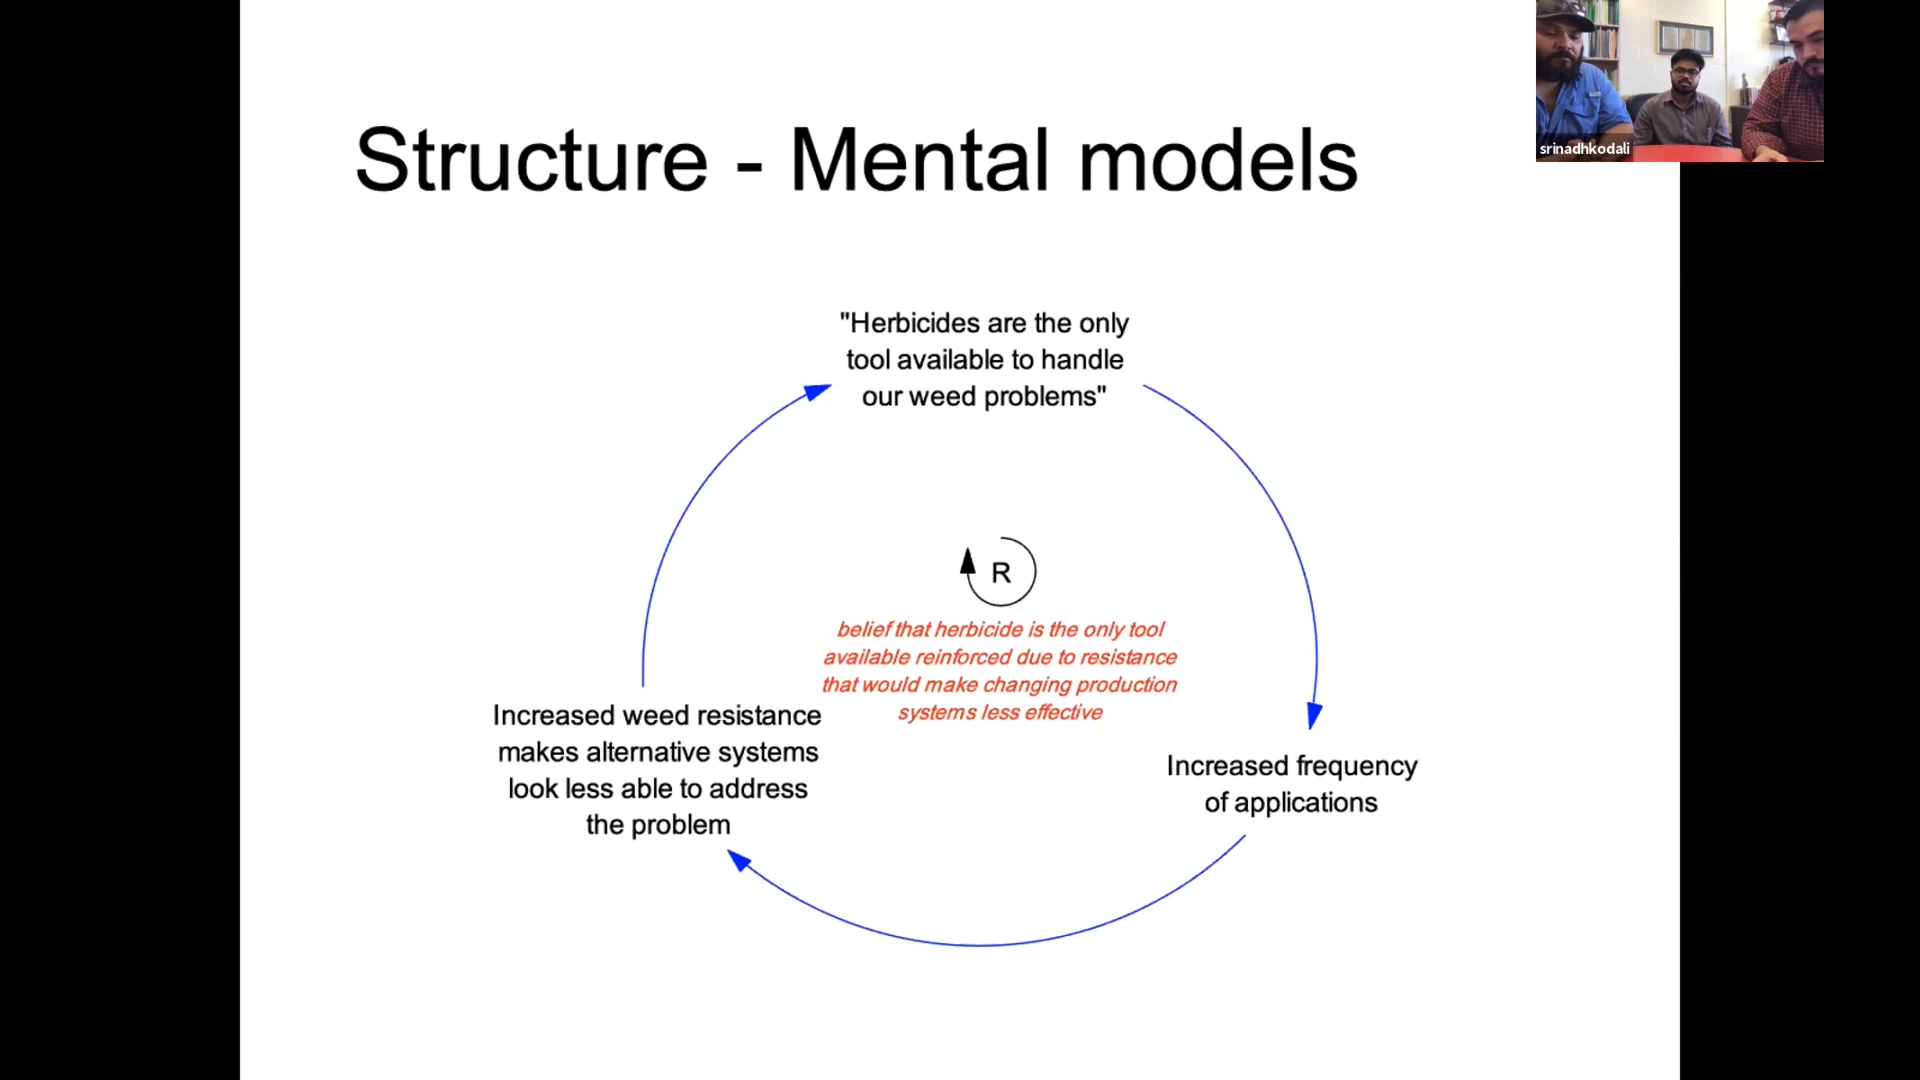 srinadhkodali
Structure - Mental models
"Herbicides are the only
tool available to handle
our weed problems"
R
belief that herbicide is the only tool
available reinforced due to resistance
that would make changing production
systems less effective
Increased weed resistance
makes alternative systems
look less able to address
the problem
Increased frequency
of applications